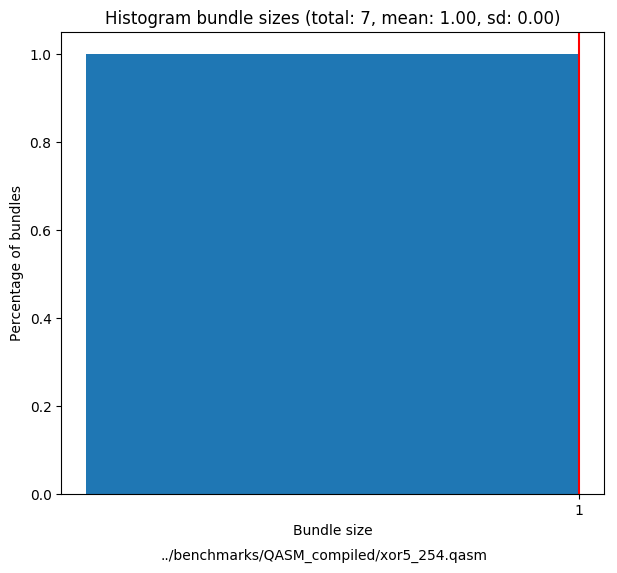 Histogram bundle sizes (total: 7, mean: 1.00, sd: 0.00)
Percentage of bundles
1.0
0.8
0.6
0.4
0.2
0.0
1
Bundle size
../benchmarks/QASM_compiled/xor5_254.qasm